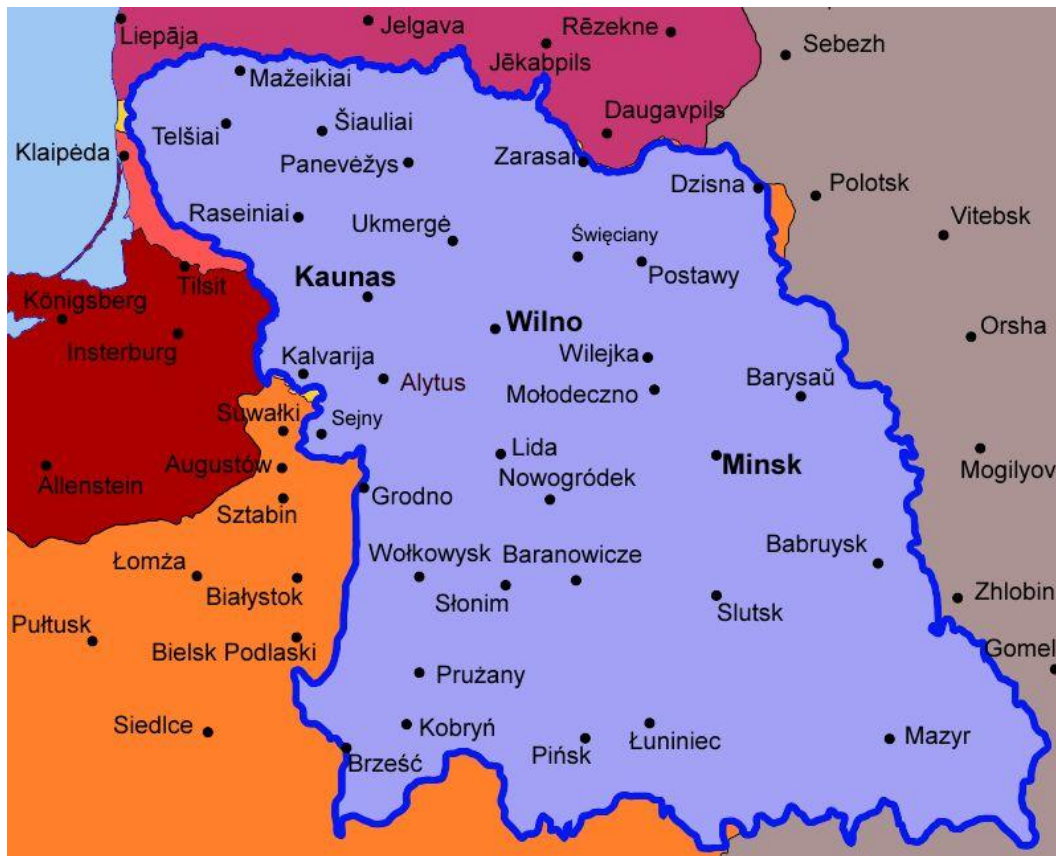 Liepāja
Jelgava
Rēzekne
Sebezh
Jēkabpils
Mažeikiai
Daugavpils
Telšiai
Šiauliai
Klaipėda
Panevėžys
Zarasai
Dzisna
Polotsk
Raseiniai
Ukmergė
Święciany
Vitebsk
Postawy
Tilsit
Kaunas
Königsberg
Wilno
Orsha
Insterburg
Kalvarija
Wilejka
Alytus
Mołodeczno
Barysaŭ
Suwałki
Sejny
Lida
Augustów
Minsk
Mogilyov
Allenstein
Nowogródek
Grodno
Sztabin
Łomża
Wołkowysk
Baranowicze
Babruysk
Białystok
Słonim
Slutsk
Zhlobin
Pułtusk
Bielsk Podlaski
Gomel
Prużany
Siedlce
Kobryń
Pińsk
Łuniniec
Mazyr
Brześć